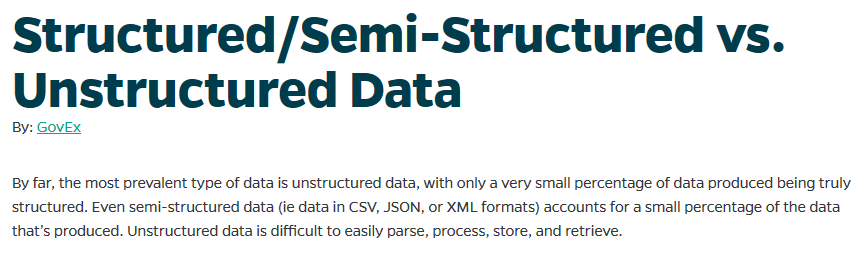 Structured/Semi-Structured vs.
Unstructured Data
By: GovEx
By far, the most prevalent type of data is unstructured data, with only a very small percentage of data produced being truly
structured. Even semi-structured data (ie data in CSV, JSON, or XML formats) accounts for a small percentage of the data
that's produced. Unstructured data is difficult to easily parse, process, store, and retrieve.